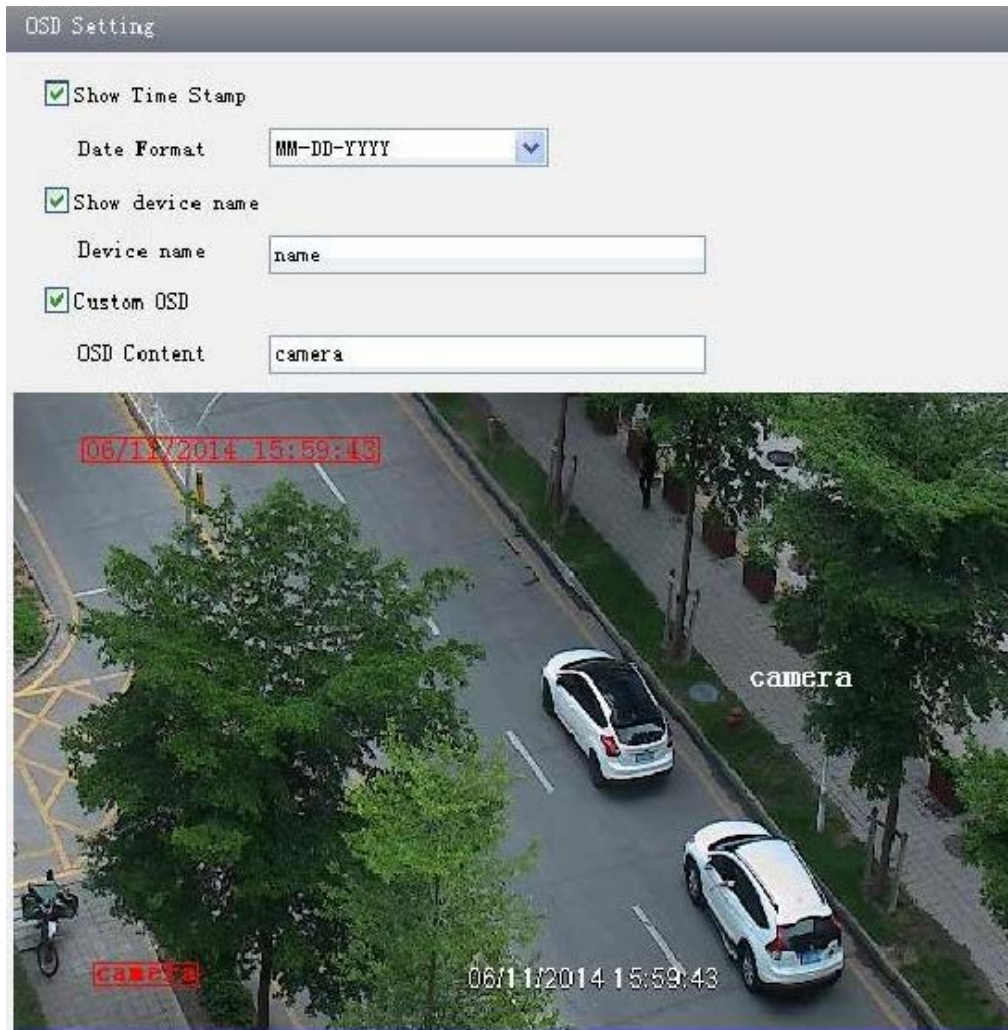 OSD Setting
Show Time Stamp
Date Format MM-DD-YYYY
Show device name
Device name name
Custom OSD
OSD Content camera
06/11/2014 15:59:43
camera
camera
06/11/2014 15:59:43